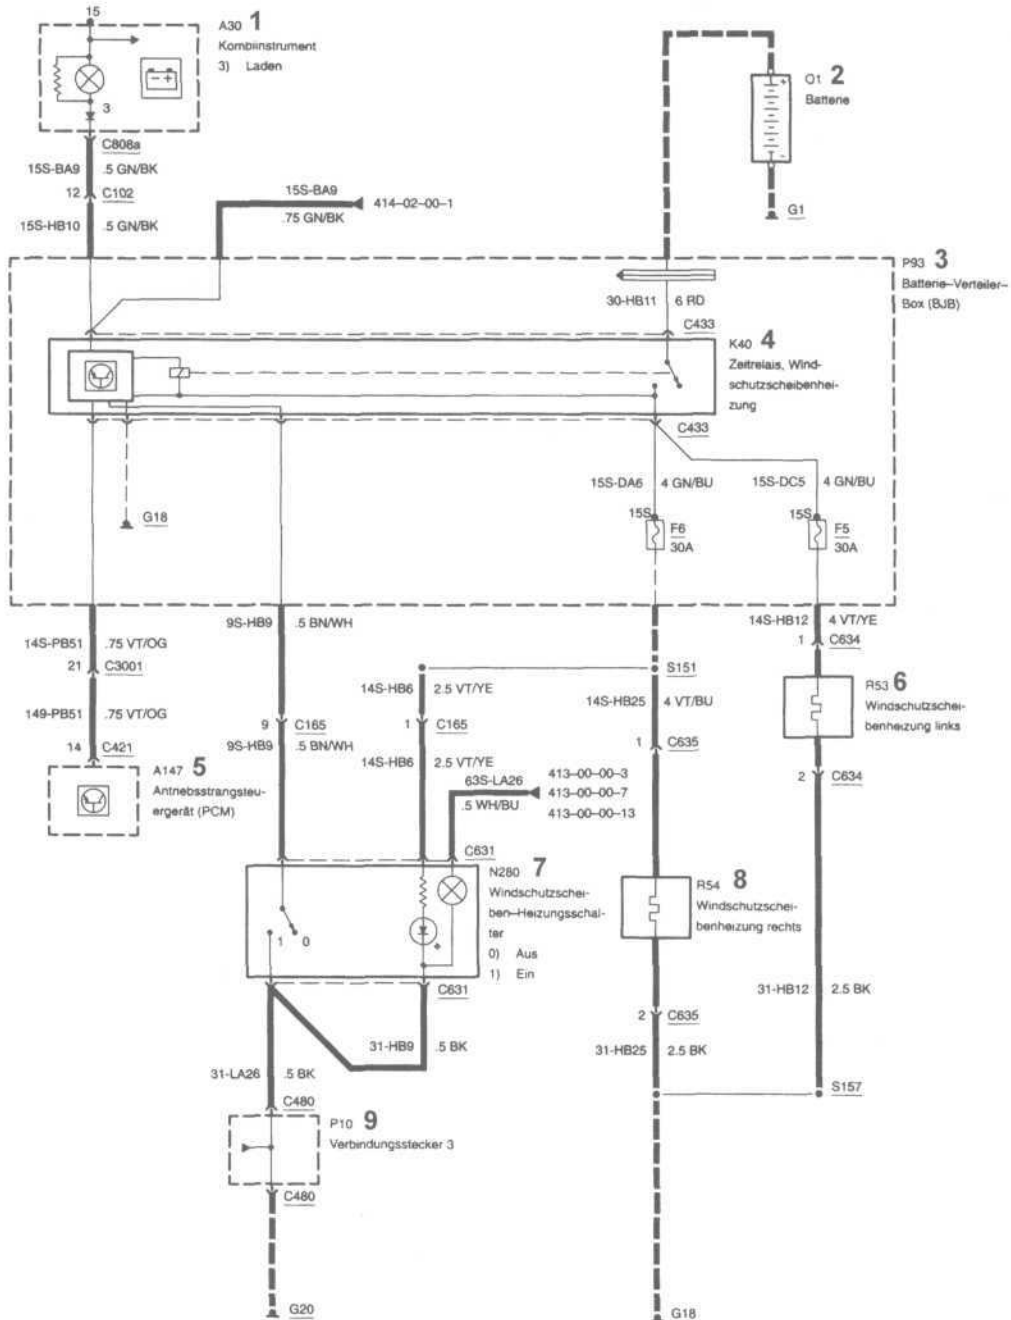 15
A30 1
Kombiinstrument
3) Laden
3
C808a
15S-BA9 .5 GN/BK
12 C102
15S-HB10 .5 GN/BK
15S-BA9
.75 GN/BK
414-02-00-1
Q1 2
Batterie
+
-
G1
P93 3
Batterie-Verteiler-
Box (BJB)
30-HB11 6 RD
C433
K40 4
Zeitrelais, Wind-
schutzscheibenhei-
zung
C433
G18
15S-DA6 4 GN/BU
15S-DC5 4 GN/BU
15S
F6
30A
15S
F5
30A
14S-PB51 .75 VT/OG
21 C3001
149-PB51 .75 VT/OG
14 C421
A147 5
Antriebsstrangsteu-
ergerät (PCM)
9S-HB9 .5 BN/WH
9 C165
9S-HB9 .5 BN/WH
14S-HB6 2.5 VT/YE
1 C165
14S-HB6 2.5 VT/YE
63S-LA26
.5 WH/BU
413-00-00-3
413-00-00-7
413-00-00-13
S151
14S-HB25 4 VT/BU
1 C635
14S-HB12 4 VT/YE
1 C634
R53 6
Windschutzschei-
benheizung links
2 C634
C631
N280 7
Windschutzschei-
ben-Heizungsschal-
ter
0) Aus
1) Ein
1 0
C631
R54 8
Windschutzschei-
benheizung rechts
2 C635
31-HB25 2.5 BK
31-HB12 2.5 BK
S157
31-HB9 .5 BK
31-LA26 .5 BK
C480
P10 9
Verbindungsstecker 3
C480
G20
G18